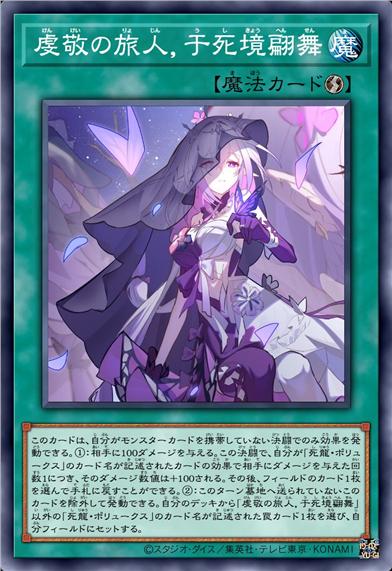 虔敬の旅人,于死境翩舞
魔
【魔法カード】
このカードは、自分がモンスターカードを携帯していない決闘でのみ効果を発
動できる。①:相手に100ダメージを与える。この決闘で、自分が「死龍・ボリュ
ークス」のカード名が記述されたカードの効果で相手にダメージを与えた回
数1につき、そのダメージ数値は+100される。その後、フィールドのカード1枚
を選んで手札に戻すことができる。②:このターン墓地へ送られていないこの
カードを除外して発動できる。自分のデッキから「虔敬の旅人,于死境翩舞」
以外の「死龍・ボリュークス」のカード名が記述された罠カード1枚を選び、自
分フィールドにセットする。
©スタジオ・ダイス/集英社・テレビ東京・KONAMI